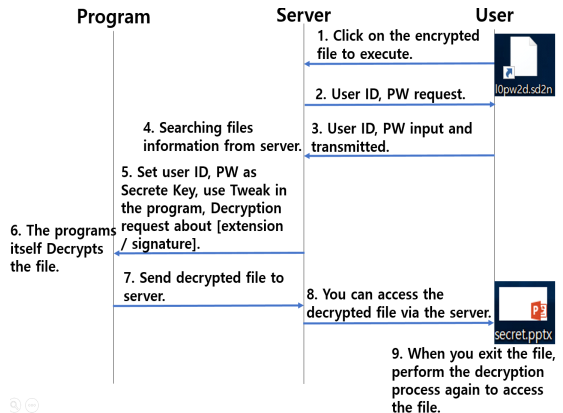 Program
Server
User
1. Click on the encrypted
file to execute.
l0pw2d.sd2n
2. User ID, PW request.
3. User ID, PW input and
transmitted.
4. Searching files
information from server.
5. Set user ID, PW as
Secrete Key, use Tweak in
the program, Decryption
request about [extension
/ signature].
6. The programs
itself Decrypts
the file.
7. Send decrypted file to
server.
8. You can access the
decrypted file via the server.
secret.pptx
9. When you exit the file,
perform the decryption
process again to access
the file.